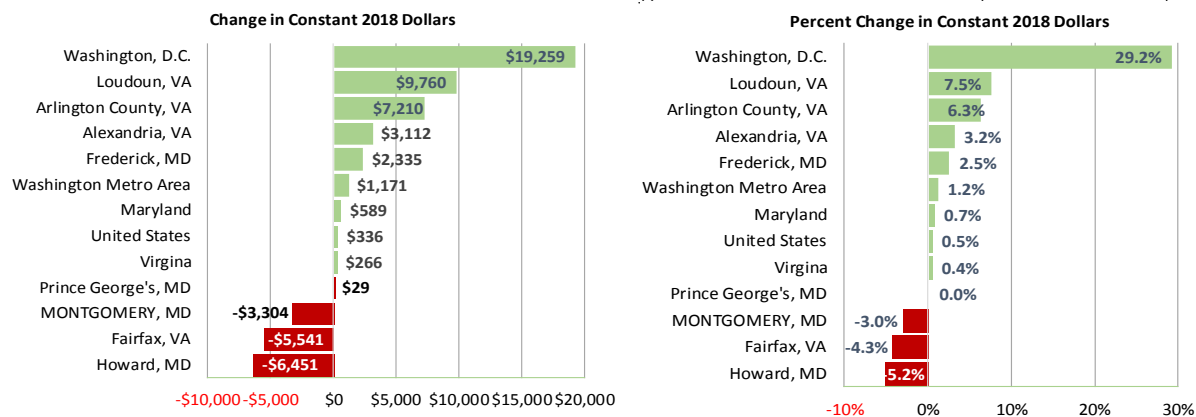 Change in Constant 2018 Dollars
Washington, D.C. $19,259
Loudoun, VA $9,760
Arlington County, VA $7,210
Alexandria, VA $3,112
Frederick, MD $2,335
Washington Metro Area $1,171
Maryland $589
United States $336
Virgina $266
Prince George's, MD $29
MONTGOMERY, MD -$3,304
Fairfax, VA -$5,541
Howard, MD -$6,451
-$10,000 -$5,000 $0 $5,000 $10,000 $15,000 $20,000
Percent Change in Constant 2018 Dollars
Washington, D.C. 29.2%
Loudoun, VA 7.5%
Arlington County, VA 6.3%
Alexandria, VA 3.2%
Frederick, MD 2.5%
Washington Metro Area 1.2%
Maryland 0.7%
United States 0.5%
Virgina 0.4%
Prince George's, MD 0.0%
MONTGOMERY, MD -3.0%
Fairfax, VA -4.3%
Howard, MD -5.2%
-10% 0% 10% 20% 30%